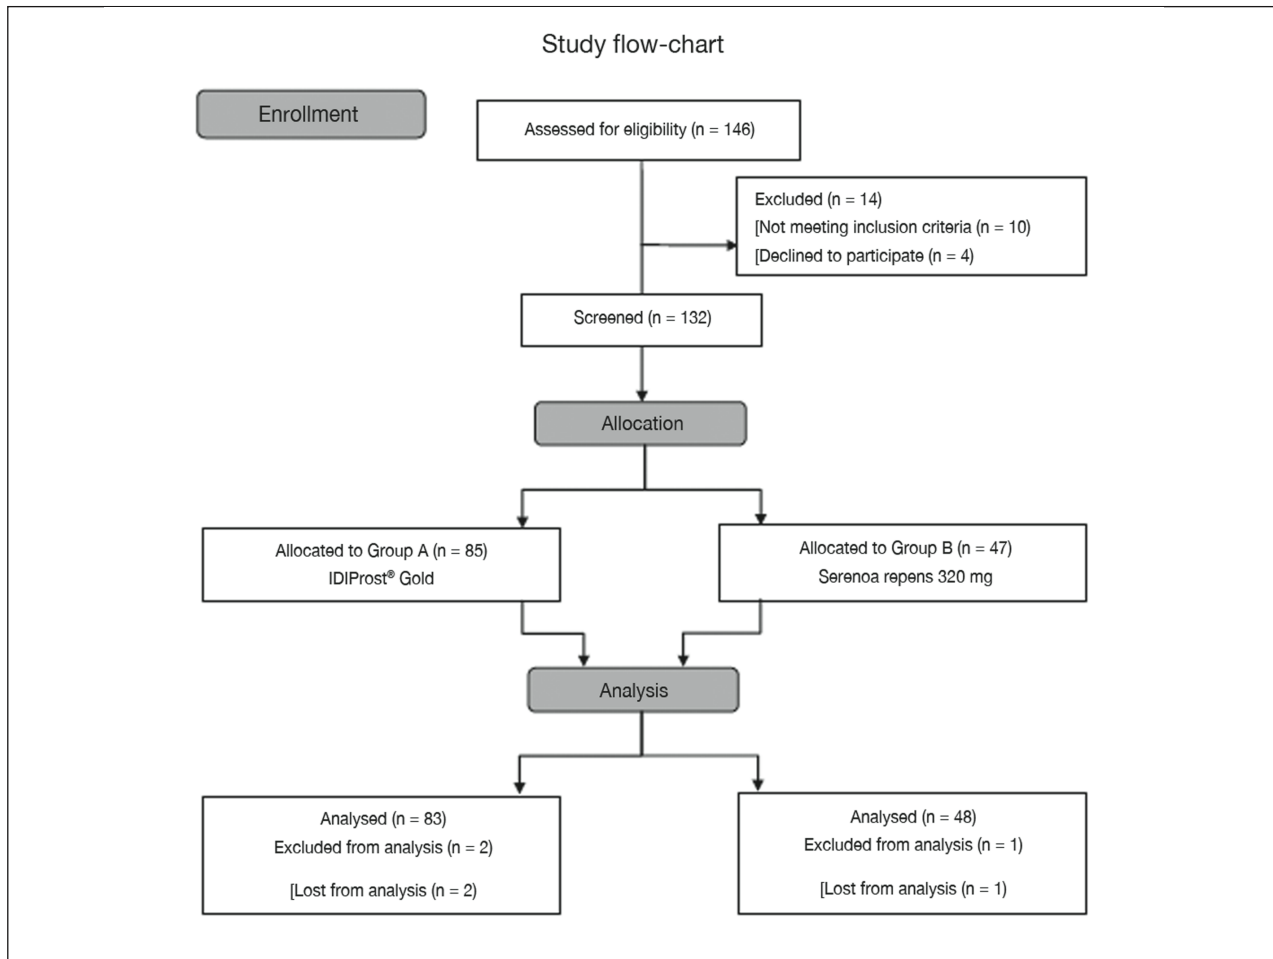 Study flow-chart
Enrollment
Assessed for eligibility (n = 146)
Excluded (n = 14)
[Not meeting inclusion criteria (n = 10)
[Declined to participate (n = 4)
Screened (n = 132)
Allocation
Allocated to Group A (n = 85)
IDIProst® Gold
Allocated to Group B (n = 47)
Serenoa repens 320 mg
Analysis
Analysed (n = 83)
Excluded from analysis (n = 2)
[Lost from analysis (n = 2)
Analysed (n = 48)
Excluded from analysis (n = 1)
[Lost from analysis (n = 1)